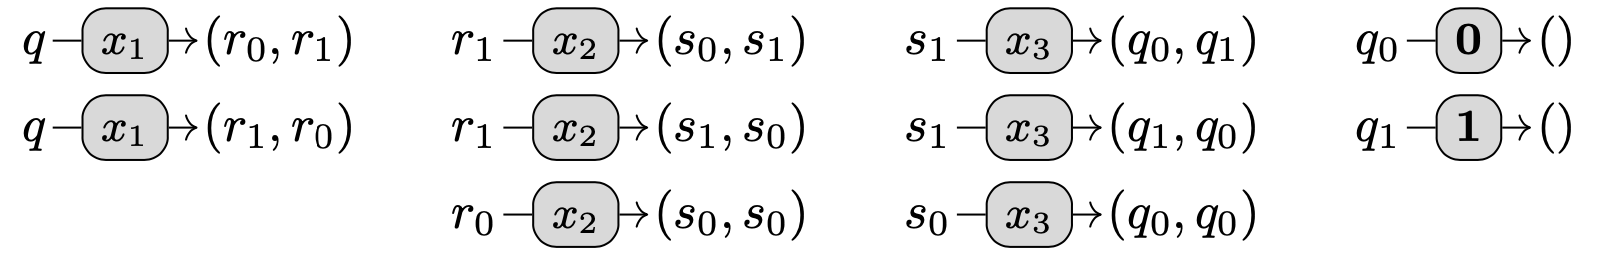 q x₁ → (r₀, r₁) r₁ x₂ → (s₀, s₁) s₁ x₃ → (q₀, q₁) q₀ 0 → ()
q x₁ → (r₁, r₀) r₁ x₂ → (s₁, s₀) s₁ x₃ → (q₁, q₀) q₁ 1 → ()
r₀ x₂ → (s₀, s₀) s₀ x₃ → (q₀, q₀)